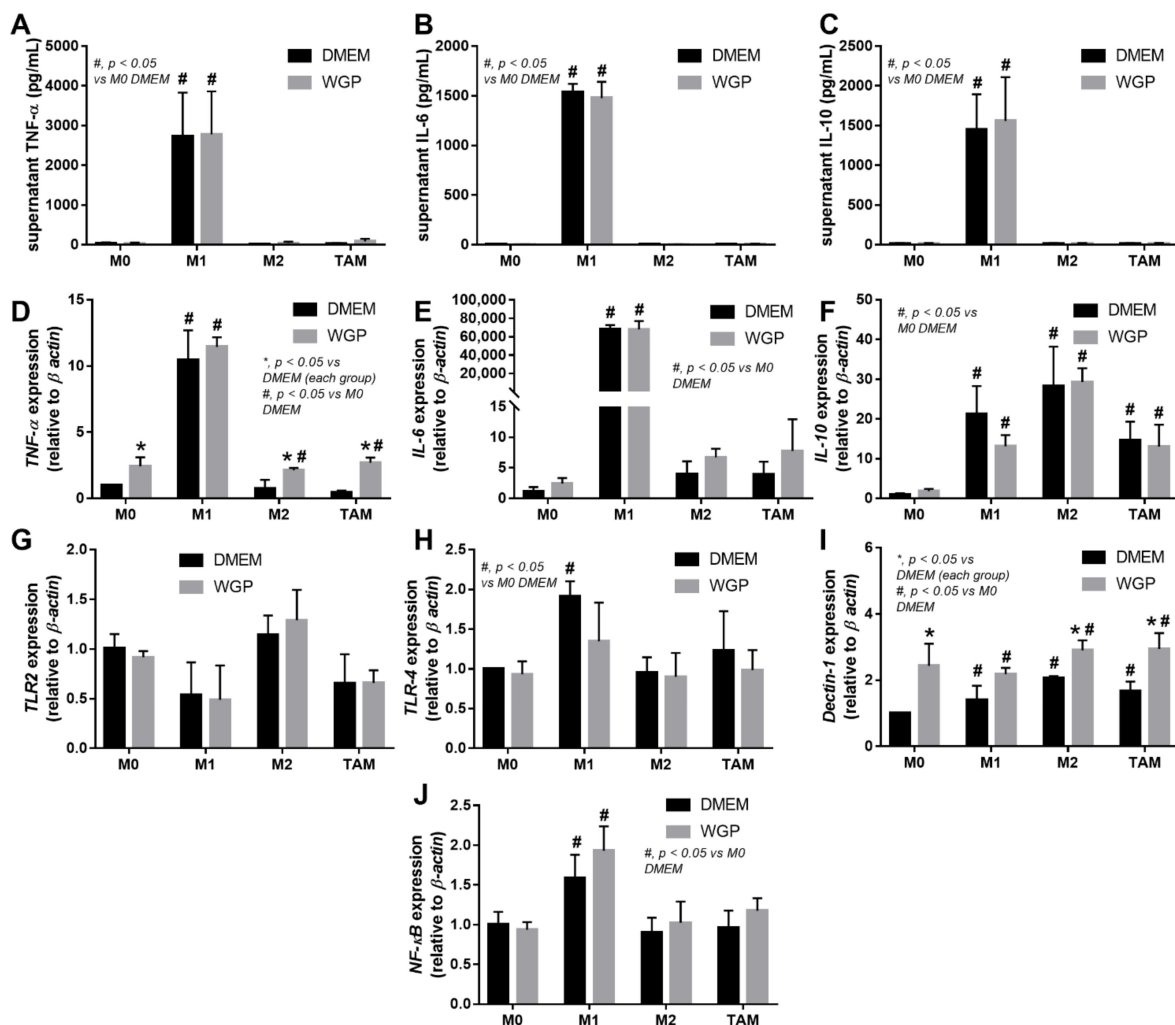 A
supernatant TNF-α (pg/mL)
5000
4000
3000
2000
1000
0
#, p < 0.05
vs M0 DMEM
# #
DMEM
WGP
M0 M1 M2 TAM
B
supernatant IL-6 (pg/mL)
2000
1500
1000
500
0
#, p < 0.05
vs M0 DMEM
# #
DMEM
WGP
M0 M1 M2 TAM
C
supernatant IL-10 (pg/mL)
2500
2000
1500
1000
500
0
#, p < 0.05
vs M0 DMEM
# #
DMEM
WGP
M0 M1 M2 TAM
D
TNF-α expression
(relative to β actin)
15
10
5
0
* # # *# *#
DMEM
WGP
*, p < 0.05 vs
DMEM (each group)
#, p < 0.05 vs M0
DMEM
M0 M1 M2 TAM
E
IL-6 expression
(relative to β-actin)
100,000
80,000
60,000
40,000
20,000
15
10
5
0
# #
DMEM
WGP
#, p < 0.05 vs M0
DMEM
M0 M1 M2 TAM
F
IL-10 expression
(relative to β-actin)
50
40
30
20
10
0
#, p < 0.05 vs
M0 DMEM
# # # # # #
DMEM
WGP
M0 M1 M2 TAM
G
TLR2 expression
(relative to β-actin)
2.0
1.5
1.0
0.5
0.0
DMEM
WGP
M0 M1 M2 TAM
H
TLR-4 expression
(relative to β-actin)
2.5
2.0
1.5
1.0
0.5
0.0
#, p < 0.05
vs M0 DMEM
#
DMEM
WGP
M0 M1 M2 TAM
I
Dectin-1 expression
(relative to β actin)
6
4
2
0
*, p < 0.05 vs
DMEM (each group)
#, p < 0.05 vs M0
DMEM
DMEM
WGP
* # # # *# # *#
M0 M1 M2 TAM
J
NF-κB expression
(relative to β-actin)
2.5
2.0
1.5
1.0
0.5
0.0
# #
DMEM
WGP
#, p < 0.05 vs M0
DMEM
M0 M1 M2 TAM